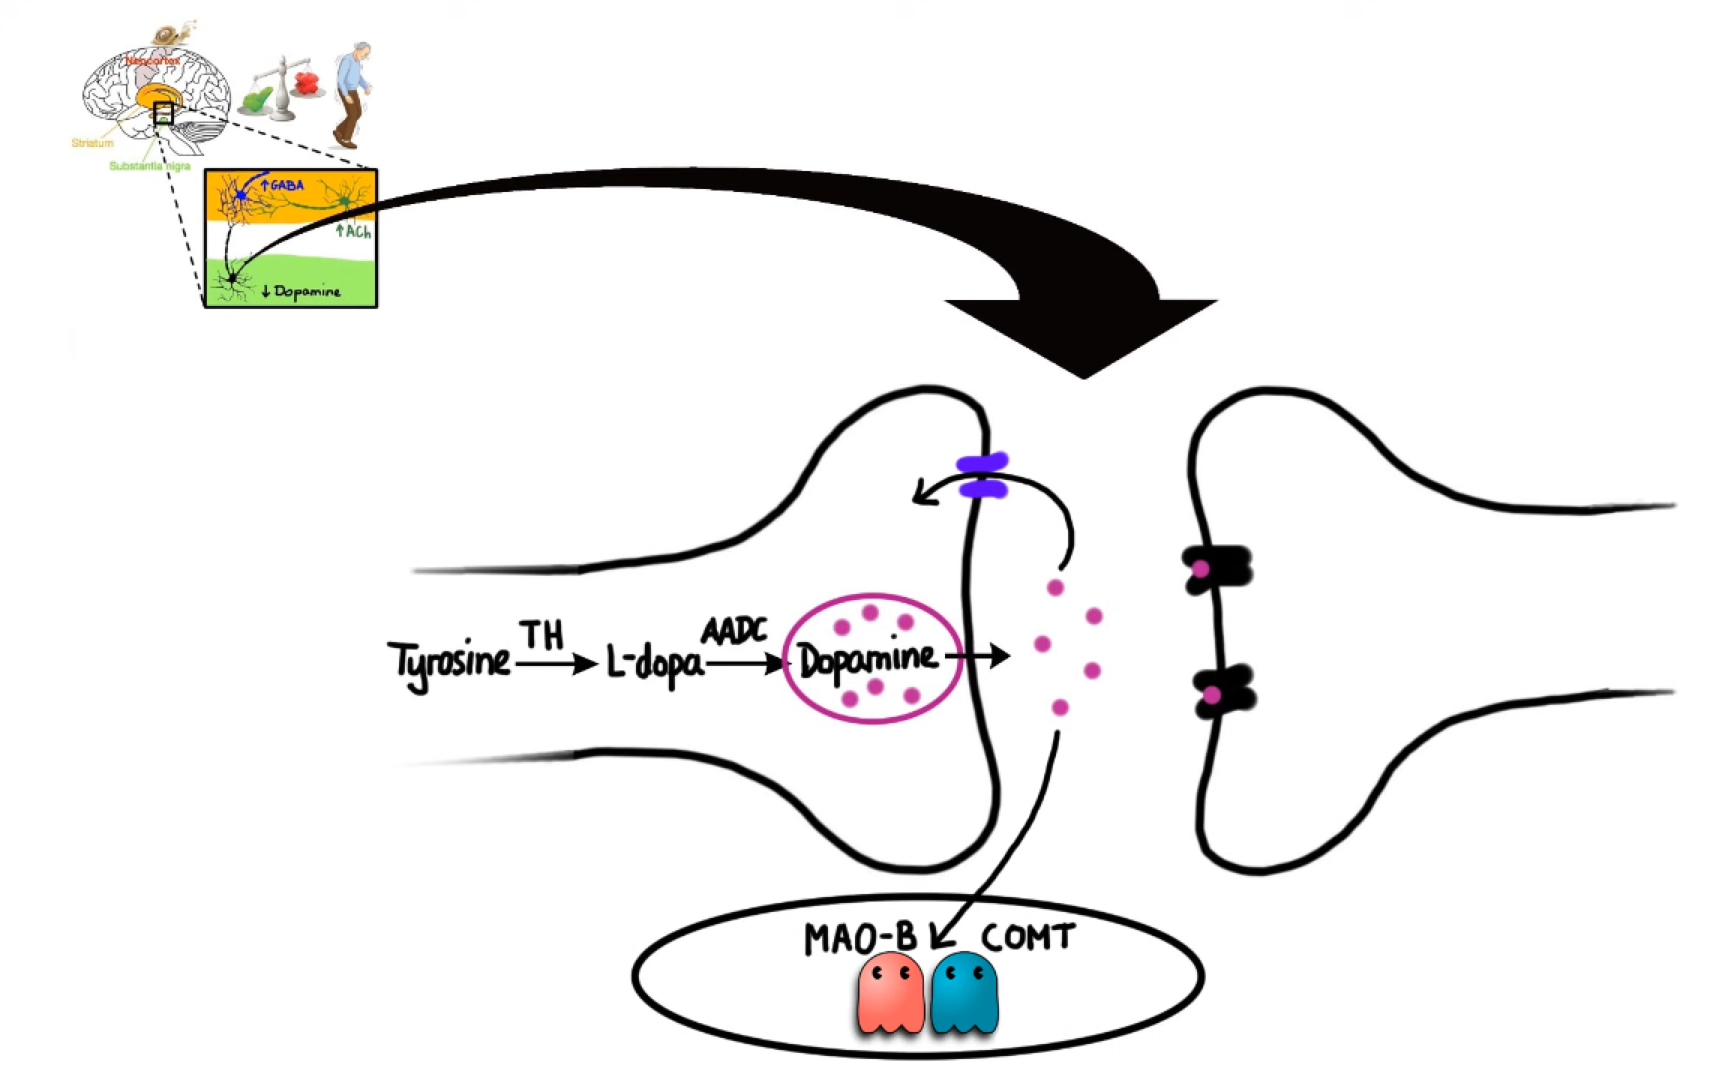 Neocortex
Striatum
Substantia nigra
↑GABA
↑ACh
↓Dopamine
Tyrosine TH L-dopa AADC Dopamine
MAO-B COMT